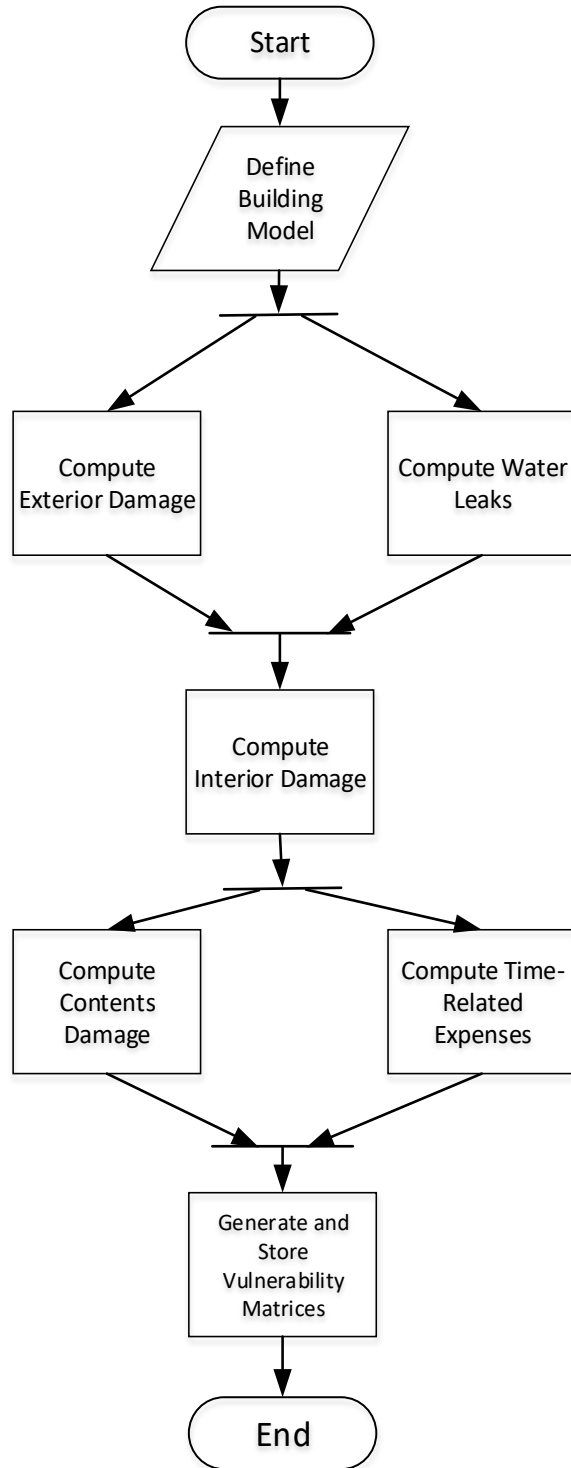 Start
Define
Building
Model
Compute
Exterior Damage
Compute Water
Leaks
Compute
Interior Damage
Compute
Contents
Damage
Compute Time-
Related
Expenses
Generate and
Store
Vulnerability
Matrices
End